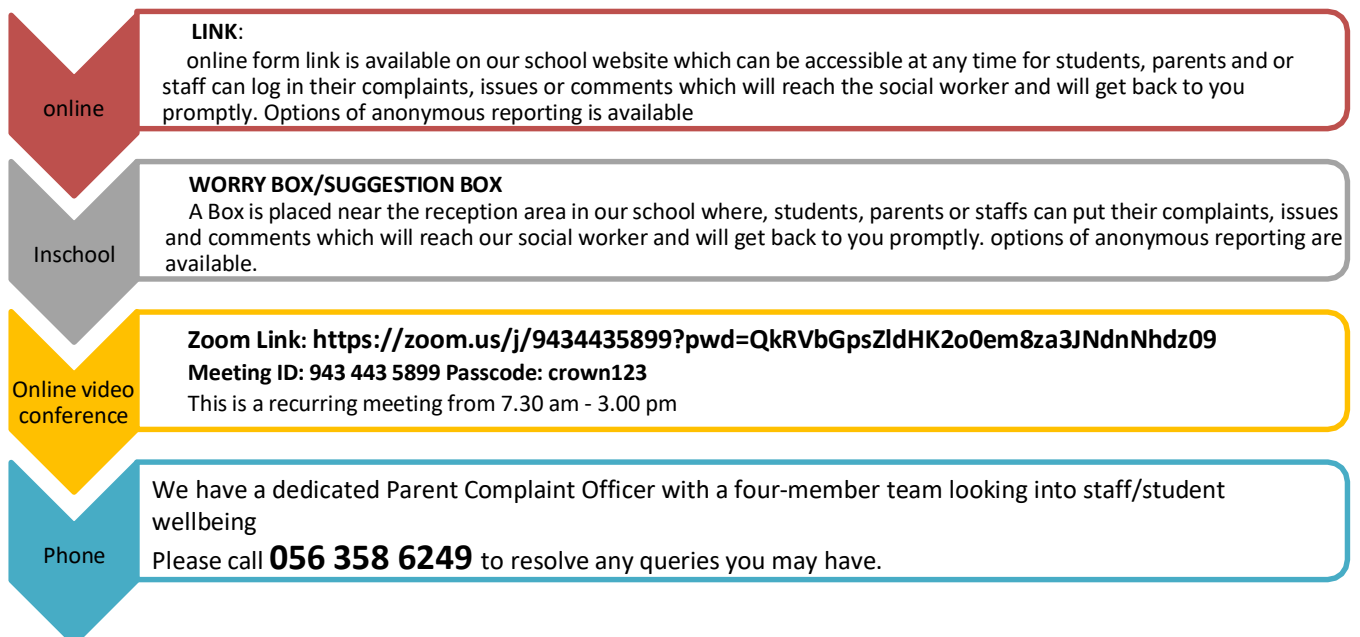 LINK:
online form link is available on our school website which can be accessible at any time for students, parents and or
staff can log in their complaints, issues or comments which will reach the social worker and will get back to you
promptly. Options of anonymous reporting is available
online
WORRY BOX/SUGGESTION BOX
A Box is placed near the reception area in our school where, students, parents or staffs can put their complaints, issues
and comments which will reach our social worker and will get back to you promptly. options of anonymous reporting are
available.
Inschool
Zoom Link: https://zoom.us/j/9434435899?pwd=QkRVbGpsZldHK2o0em8za3JNdnNhdz09
Meeting ID: 943 443 5899 Passcode: crown123
This is a recurring meeting from 7.30 am - 3.00 pm
Online video
conference
We have a dedicated Parent Complaint Officer with a four-member team looking into staff/student
wellbeing
Please call 056 358 6249 to resolve any queries you may have.
Phone